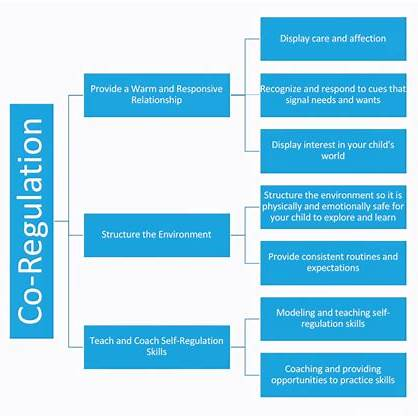 Co-Regulation
Provide a Warm and Responsive
Relationship
Display care and affection
Recognize and respond to cues that
signal needs and wants
Display interest in your child's
world
Structure the Environment
Structure the environment so it is
physically and emotionally safe for
your child to explore and learn
Provide consistent routines and
expectations
Teach and Coach Self-Regulation
Skills
Modeling and teaching self-
regulation skills
Coaching and providing
opportunities to practice skills